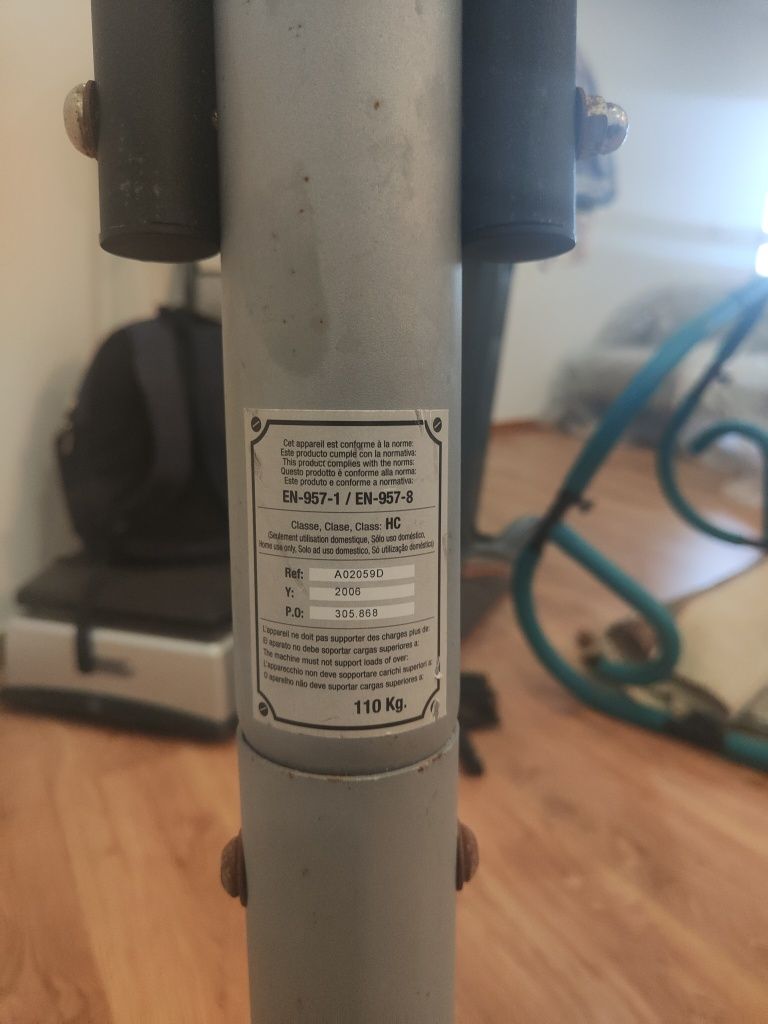 Cet appareil est conforme à la norme:
Este producto cumple con la normativa:
This product complies with the norms:
Questo prodotto è conforme alla norma:
Este produto e conforme a normativa:
EN-957-1 / EN-957-8
Classe, Clase, Class: HC
(Seulement utilisation domestique, Sólo uso doméstico,
Home use only, Solo ad uso domestico, Só utilização doméstico)
Ref: A02059D
Y: 2006
P.O: 305.868
L'appareil ne doit pas supporter des charges plus de:
El aparato no debe soportar cargas superiores a:
The machine must not support loads of over:
L'apparecchio non deve sopportare carichi superiori a:
O aparelho não deve suportar cargas superiores a:
110 Kg.